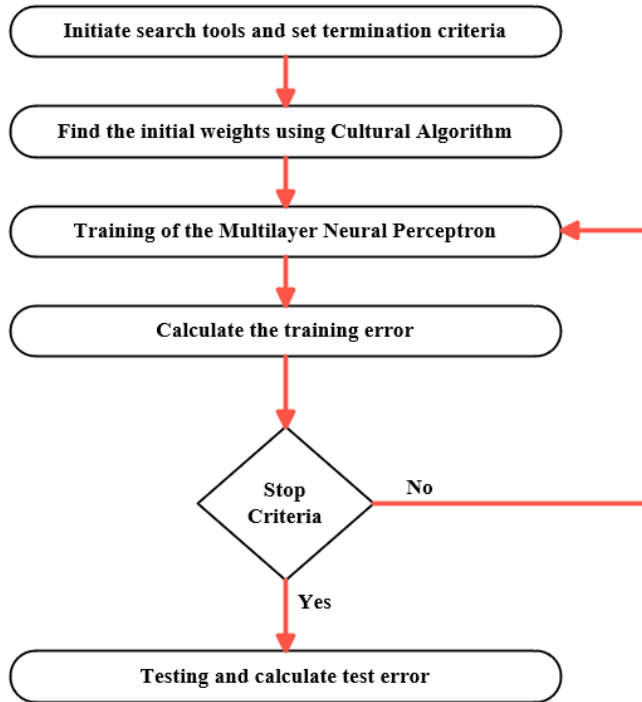 Initiate search tools and set termination criteria
Find the initial weights using Cultural Algorithm
Training of the Multilayer Neural Perceptron
Calculate the training error
Stop
Criteria
No
Yes
Testing and calculate test error